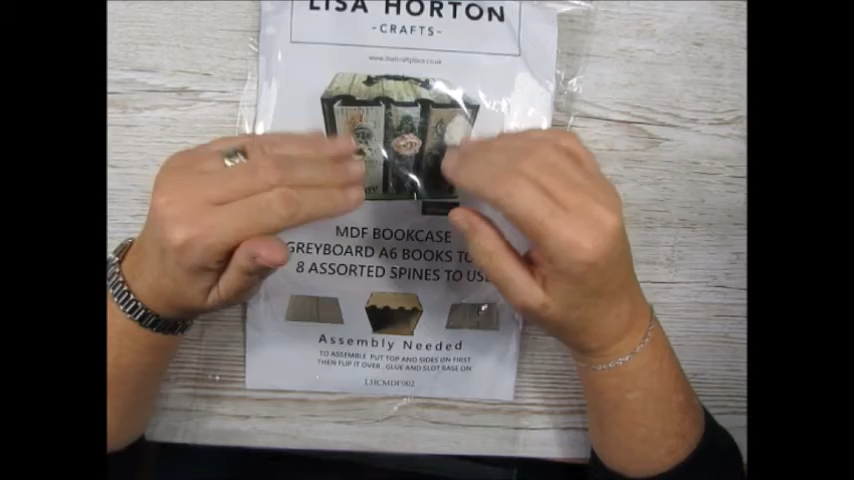 LISA HORTON
-CRAFTS-
MDF BOOKCASE
GREYBOARD A6 BOOKS
8 ASSORTED SPINES TO USE
Assembly Needed
TO ASSEMBLE PUT TOP AND SIDES ON FIRST
THEN FLIP IT OVER, GLUE AND SLOT BASE ON
LHCMDF002